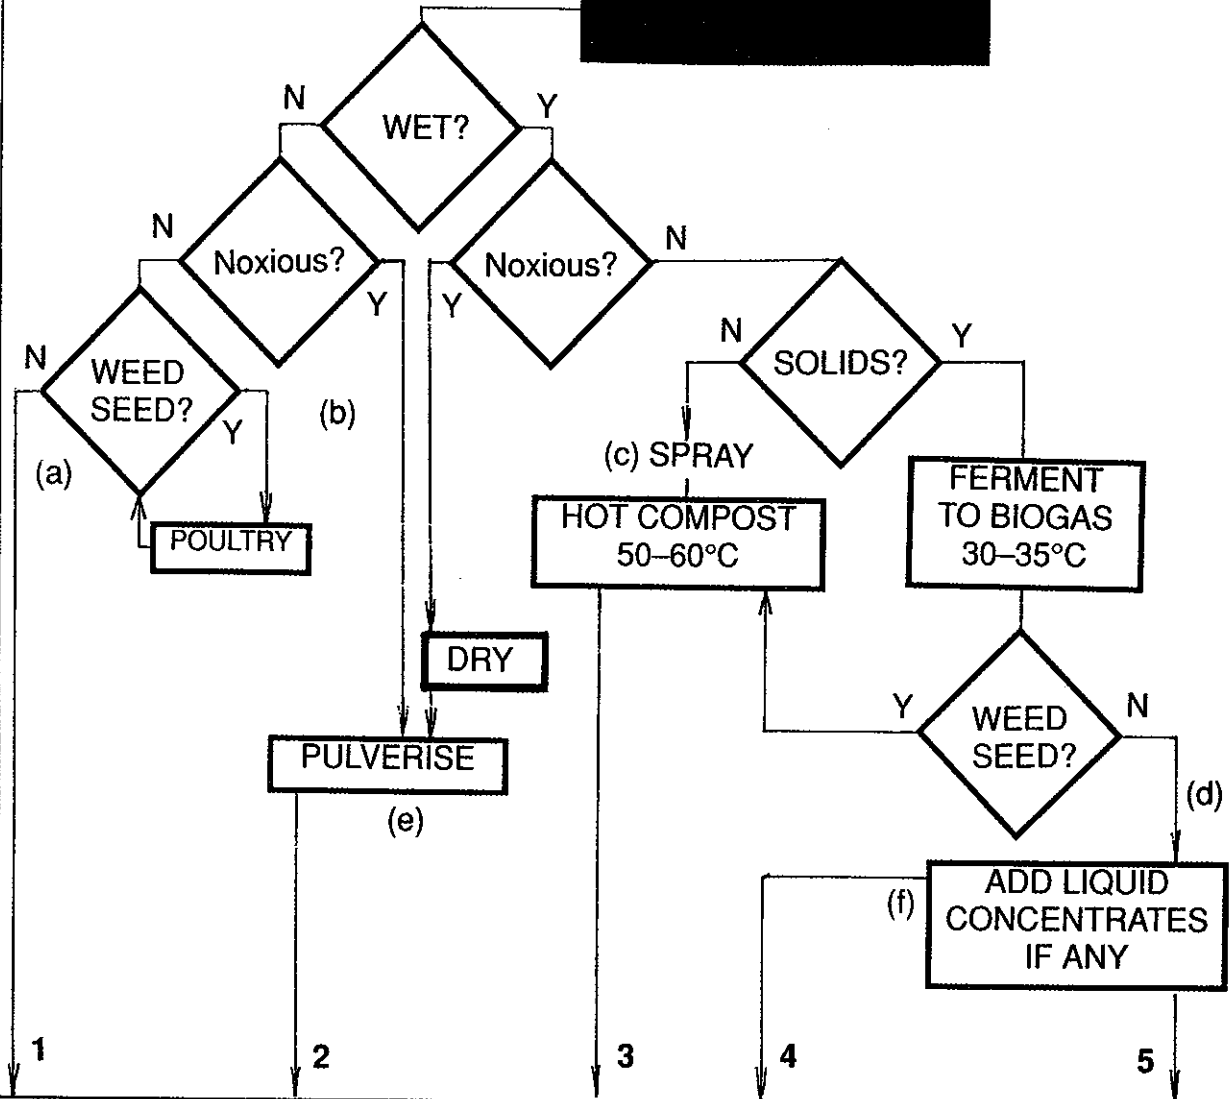 WET?
N
Y
Noxious?
N
Y
Noxious?
Y
N
WEED
SEED?
N
Y
(a)
(b)
POULTRY
SOLIDS?
N
Y
(c) SPRAY
HOT COMPOST
50–60°C
FERMENT
TO BIOGAS
30–35°C
DRY
PULVERISE
(e)
WEED
SEED?
Y
N
(d)
(f)
ADD LIQUID
CONCENTRATES
IF ANY
1
2
3
4
5